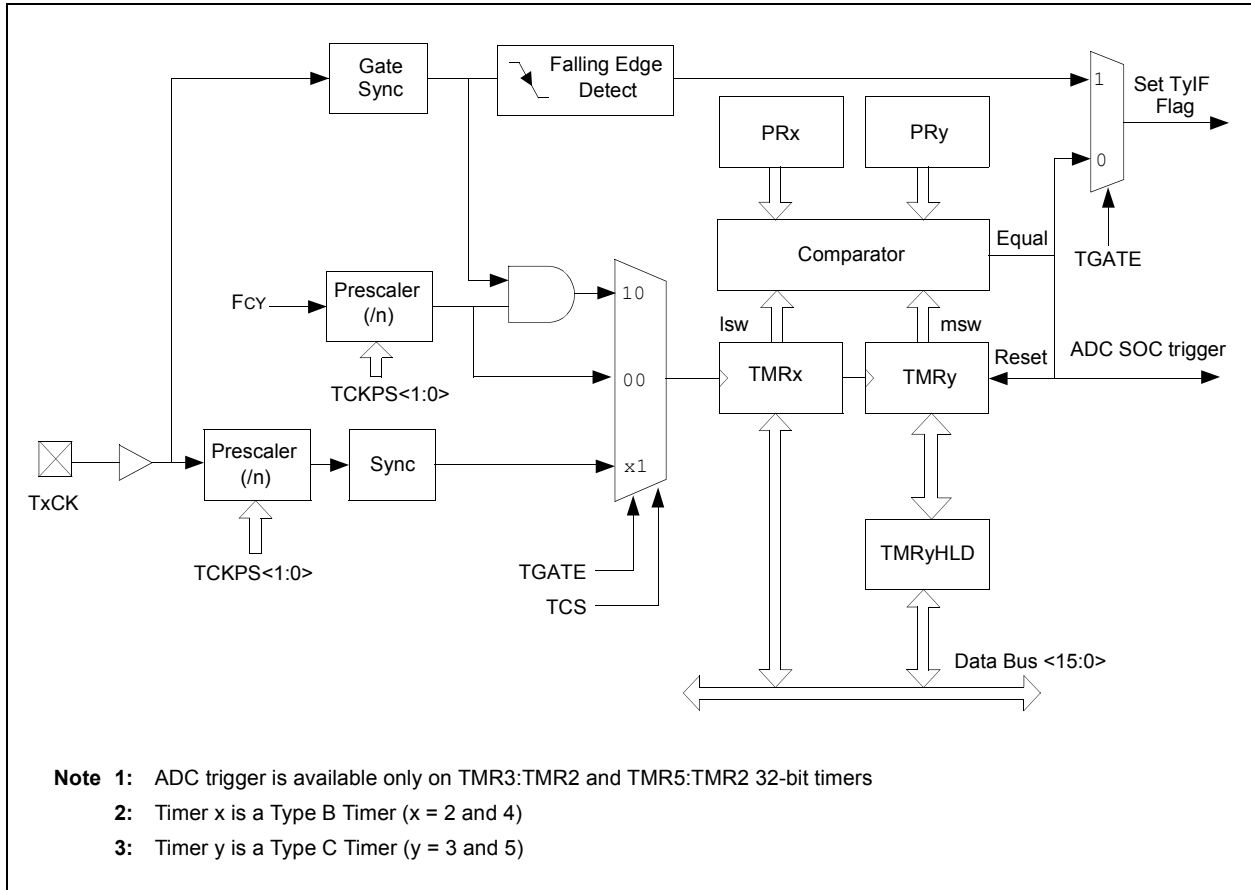 Gate
Sync
Falling Edge
Detect
1
Set TyIF
Flag
PRx
PRy
0
Comparator
Equal
TGATE
FCY
Prescaler
(/n)
10
lsw
msw
TCKPS<1:0>
00
TMRx
TMRy
Reset
ADC SOC trigger
TxCK
Prescaler
(/n)
Sync
x1
TCKPS<1:0>
TGATE
TCS
TMRyHLD
Data Bus <15:0>
Note 1: ADC trigger is available only on TMR3:TMR2 and TMR5:TMR2 32-bit timers
2: Timer x is a Type B Timer (x = 2 and 4)
3: Timer y is a Type C Timer (y = 3 and 5)